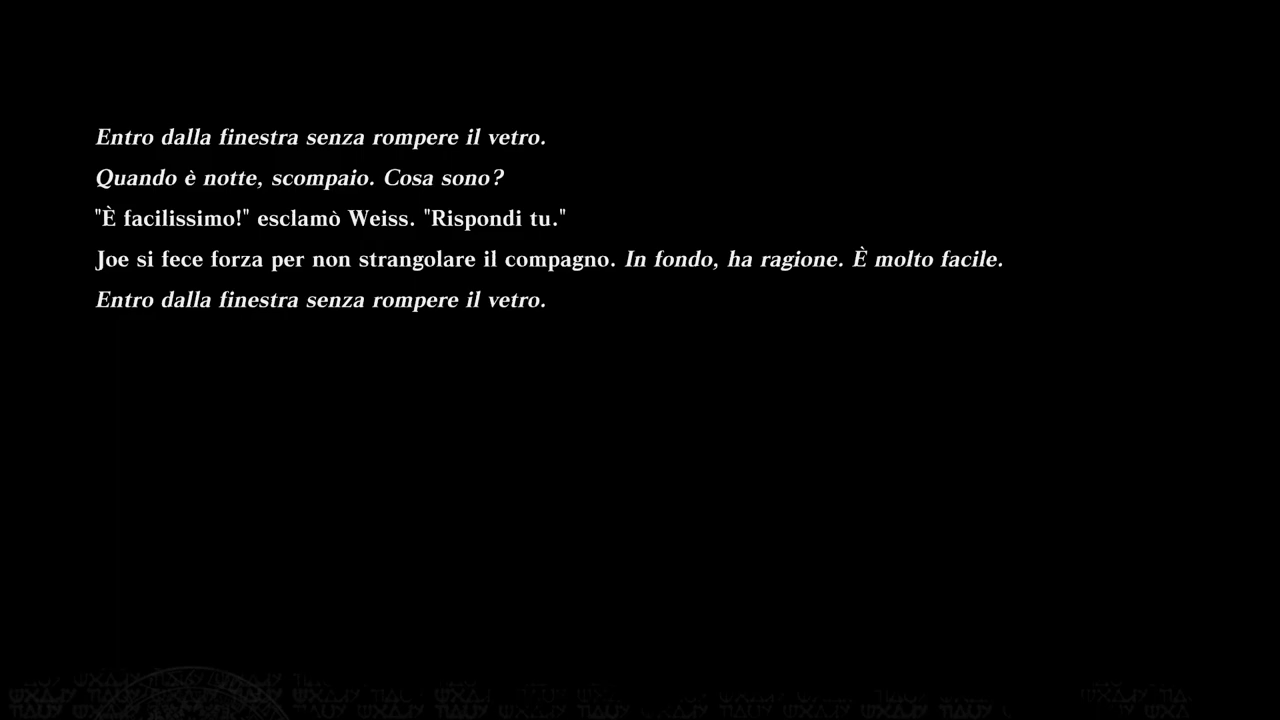 Entro dalla finestra senza rompere il vetro.
Quando è notte, scompaio. Cosa sono?
"È facilissimo!" esclamò Weiss. "Rispondi tu."
Joe si fece forza per non strangolare il compagno. In fondo, ha ragione. È molto facile.
Entro dalla finestra senza rompere il vetro.